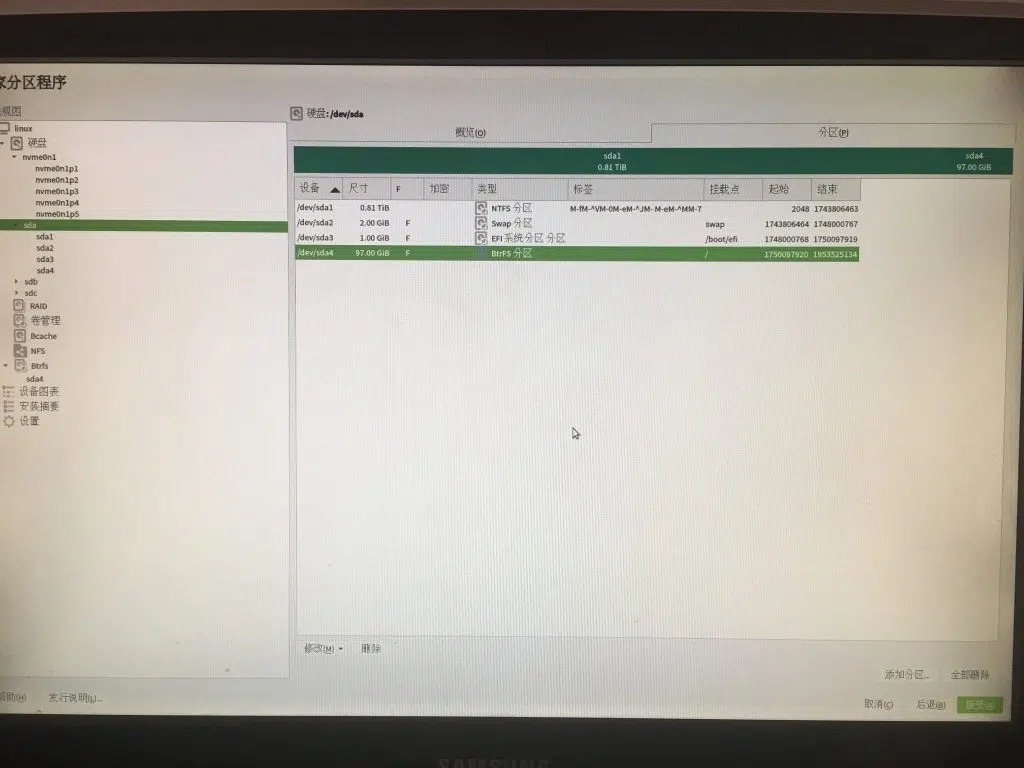 家分区程序
视图
硬盘: /dev/sda
概览(O)
分区(P)
linux
硬盘
nvme0n1
nvme0n1p1
nvme0n1p2
nvme0n1p3
nvme0n1p4
nvme0n1p5
sda
sda1
sda2
sda3
sda4
sdb
sdc
RAID
卷管理
Bcache
NFS
Btrfs
sda4
设备图表
安装摘要
设置
sda1
0.81 TiB
sda4
97.00 GiB
设备 尺寸 F 加密 类型 标签 挂载点 起始 结束
/dev/sda1 0.81 TiB NTFS 分区 M-fM-^VM-0M-eM-^JM- M-eM-^MM-7 2048 1743806463
/dev/sda2 2.00 GiB F Swap 分区 swap 1743806464 1748000767
/dev/sda3 1.00 GiB F EFI 系统分区 分区 /boot/efi 1748000768 1750097919
/dev/sda4 97.00 GiB F BtrFS 分区 / 1750097920 1953525134
修改(M) 删除
添加分区... 全部删除
帮助(H) 发行说明(L)... 取消(C) 后退(B) 接受(A)
SAMSUNG